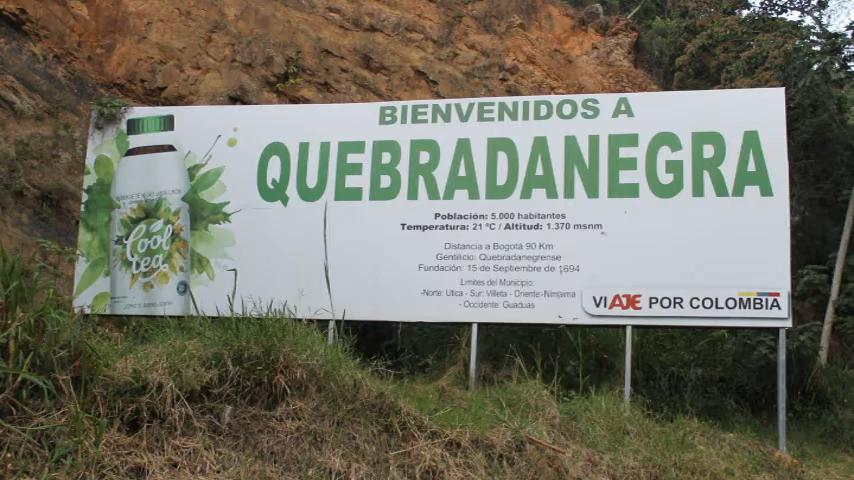 BIENVENIDOS A
QUEBRADANEGRA
Población: 5.000 habitantes
Temperatura: 21 ºC / Altitud: 1.370 msnm
Distancia a Bogotá 90 Km
Gentilicio: Quebradanegrense
Fundación: 15 de Septiembre de 1694
Limites del Municipio
-Norte: Utica - Sur: Villeta - Oriente:-Nimaima
- Occidente: Guaduas
VIAJE POR COLOMBIA
Cool
tea